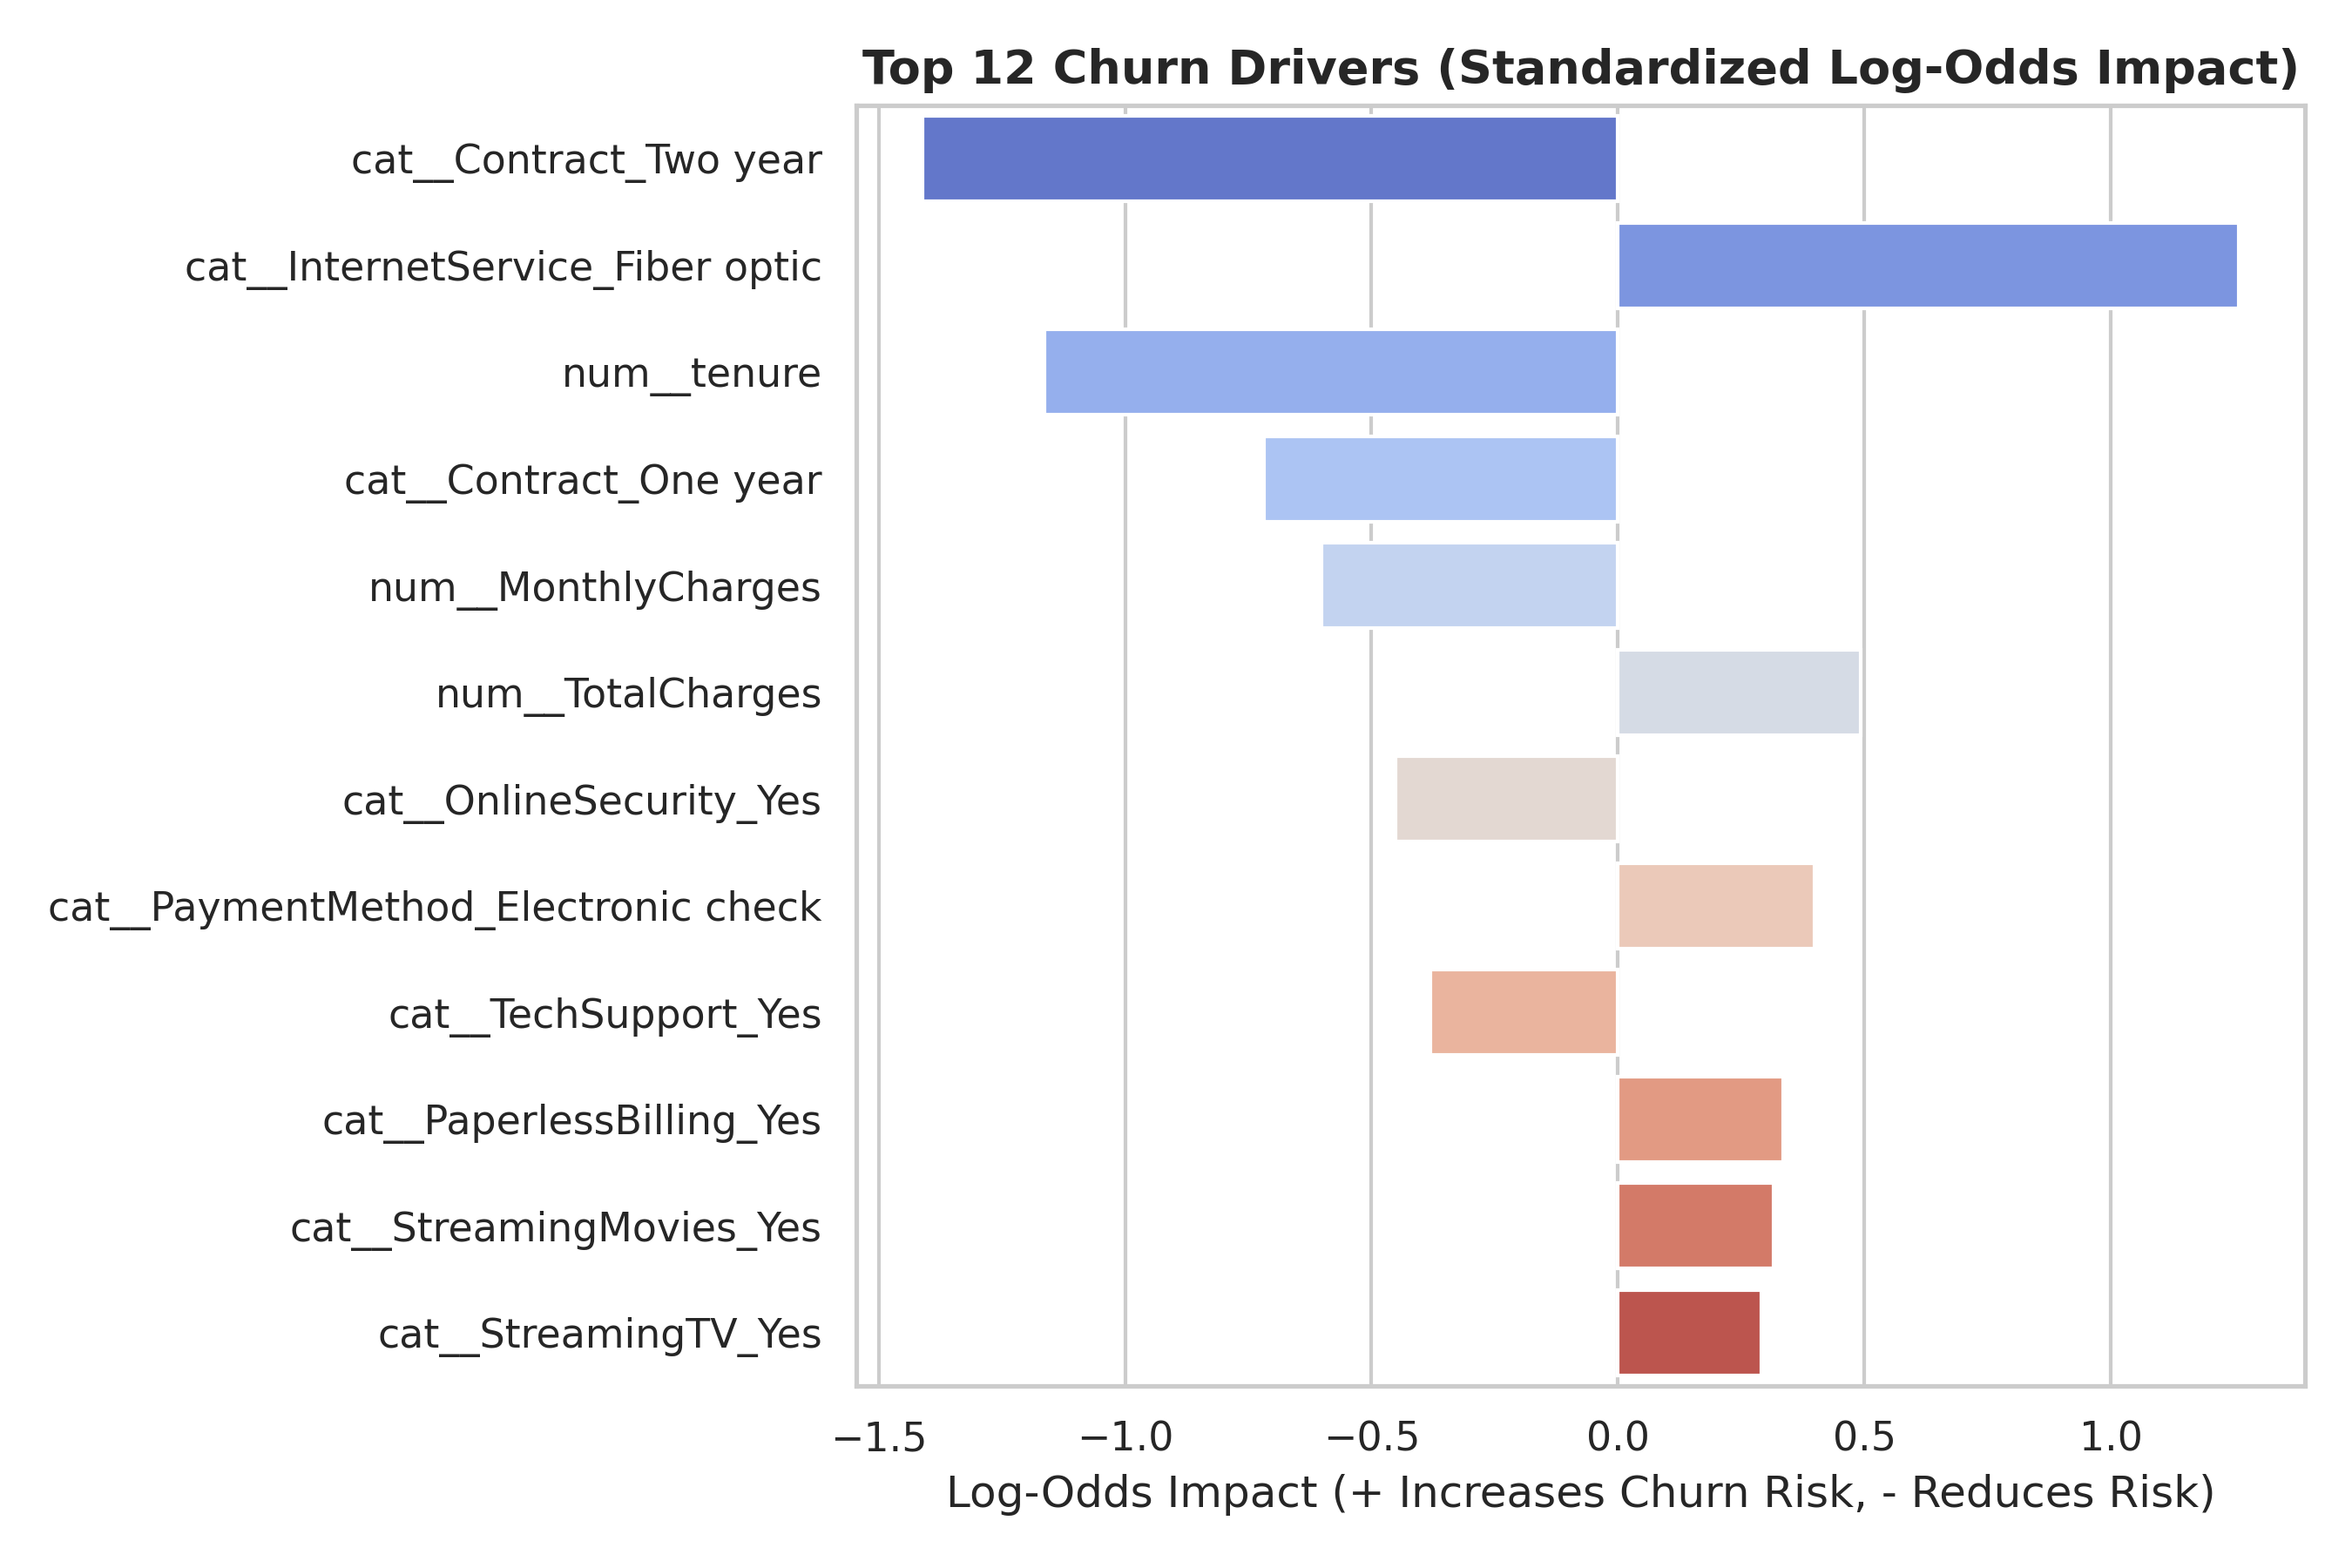 Top 12 Churn Drivers (Standardized Log-Odds Impact)
cat__Contract_Two year
cat__InternetService_Fiber optic
num__tenure
cat__Contract_One year
num__MonthlyCharges
num__TotalCharges
cat__OnlineSecurity_Yes
cat__PaymentMethod_Electronic check
cat__TechSupport_Yes
cat__PaperlessBilling_Yes
cat__StreamingMovies_Yes
cat__StreamingTV_Yes
−1.5 −1.0 −0.5 0.0 0.5 1.0
Log-Odds Impact (+ Increases Churn Risk, - Reduces Risk)